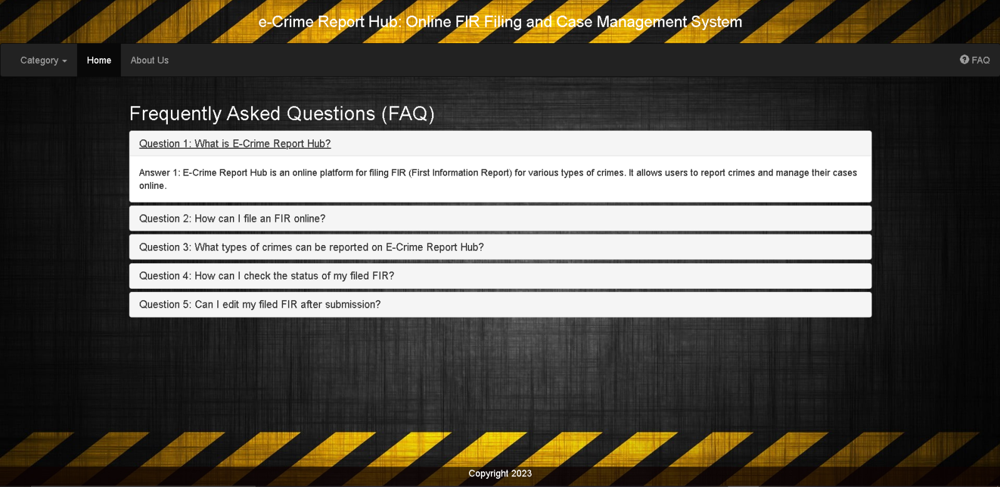 e-Crime Report Hub: Online FIR Filing and Case Management System
Category
Home
About Us
FAQ
Frequently Asked Questions (FAQ)
Question 1: What is E-Crime Report Hub?
Answer 1: E-Crime Report Hub is an online platform for filing FIR (First Information Report) for various types of crimes. It allows users to report crimes and manage their cases
online.
Question 2: How can I file an FIR online?
Question 3: What types of crimes can be reported on E-Crime Report Hub?
Question 4: How can I check the status of my filed FIR?
Question 5: Can I edit my filed FIR after submission?
Copyright 2023